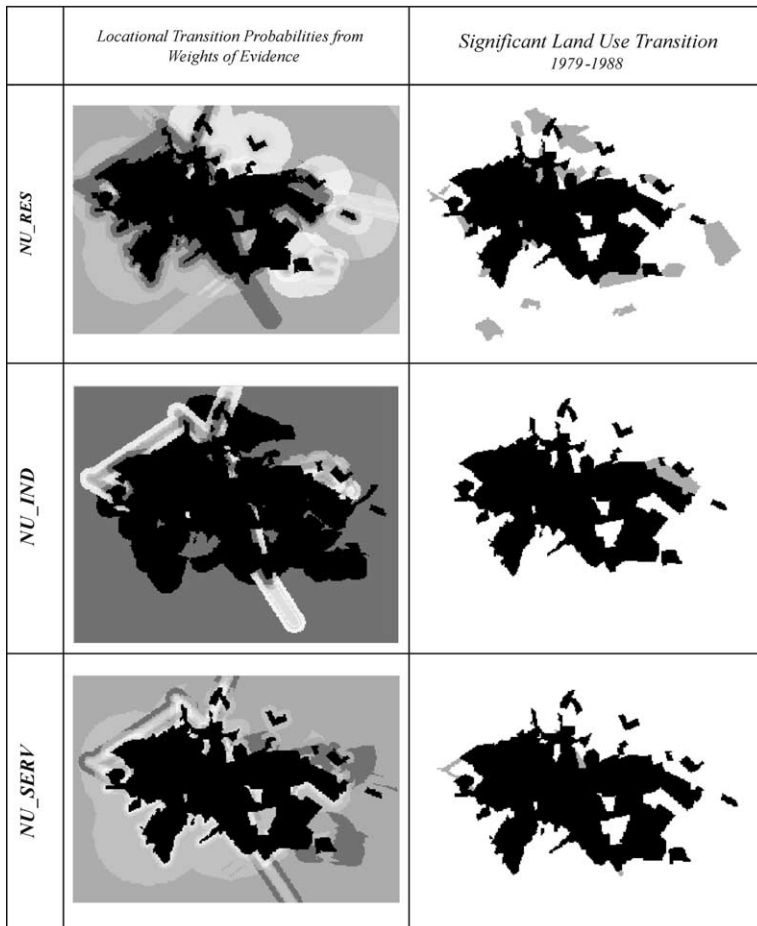 Locational Transition Probabilities from
Weights of Evidence
Significant Land Use Transition
1979-1988
NU_RES
NU_IND
NU_SERV